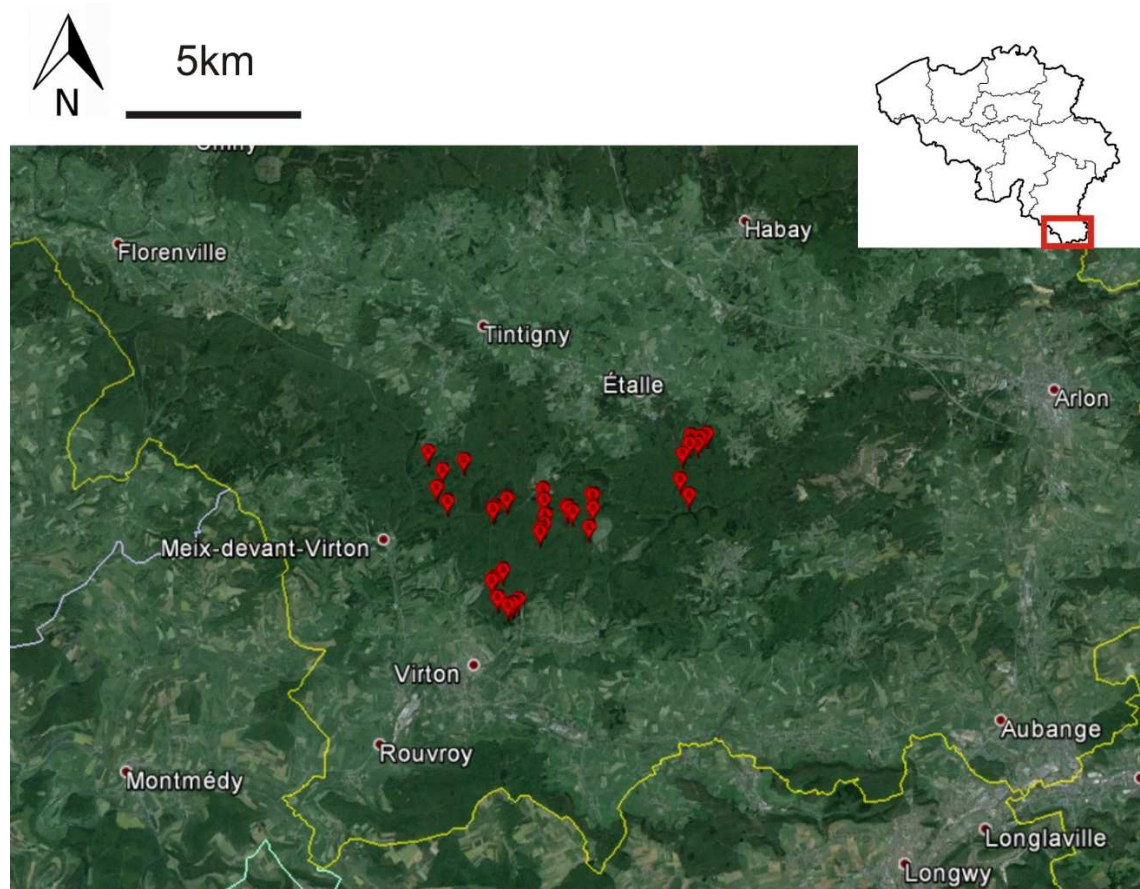 5km
N
Habay
Florenville
Tintigny
Étalle
Arlon
Meix-devant-Virton
Virton
Aubange
Rouvroy
Montmédy
Longlaville
Longwy